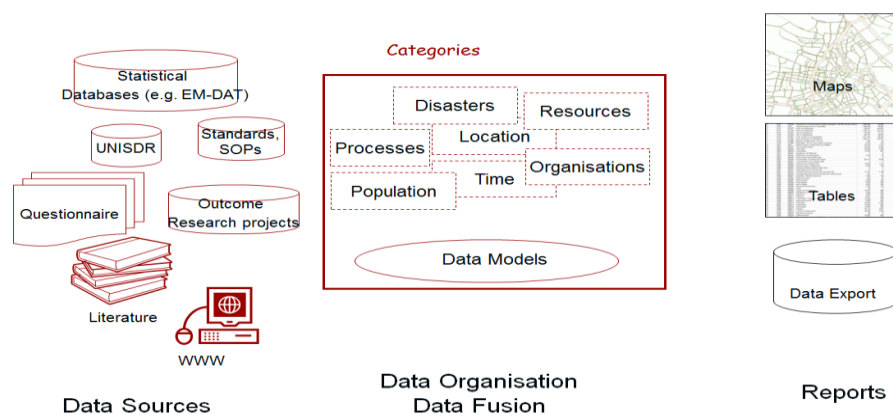 Categories
Statistical
Databases (e.g. EM-DAT)
UNISDR
Standards,
SOPs
Questionnaire
Outcome
Research projects
Literature
WWW
Data Sources
Disasters
Resources
Location
Processes
Organisations
Time
Population
Data Models
Data Organisation
Data Fusion
Maps
Tables
Data Export
Reports